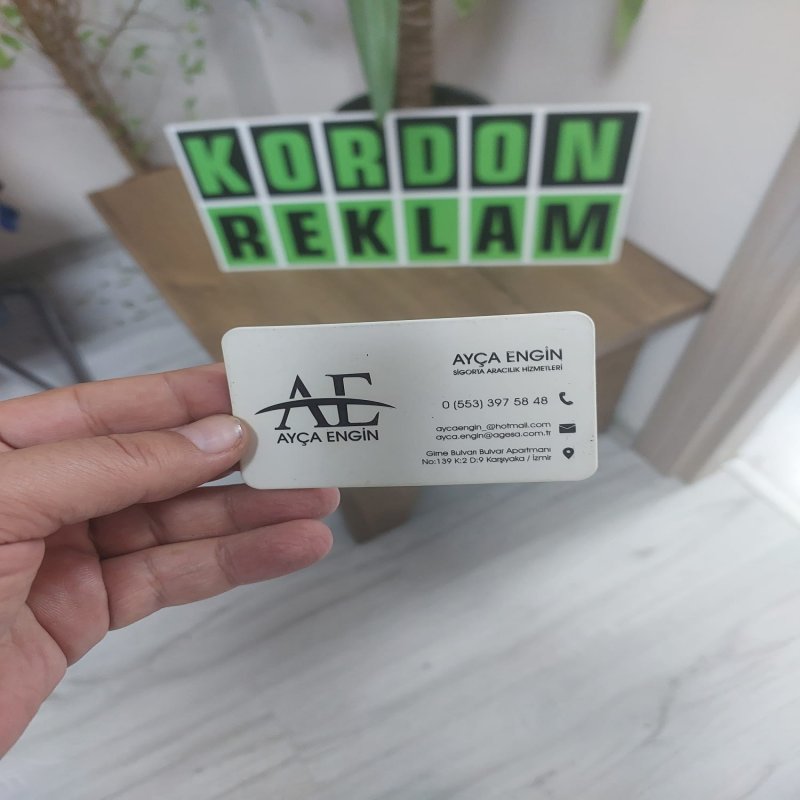 KORDON
REKLAM
AE
AYÇA ENGİN
AYÇA ENGİN
SİGORTA ARACILIK HİZMETLERİ
0 (553) 397 58 48
aycaengin_@hotmail.com
ayca.engin@agesa.com.tr
Girne Bulvarı Bulvar Apartmanı
No:139 K:2 D:9 Karşıyaka / İzmir